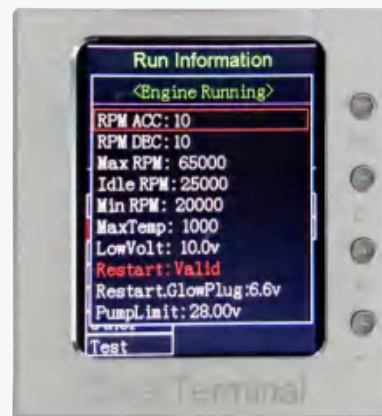 Run Information
<Engine Running>
RPM ACC:10
RPM DEC:10
Max RPM: 65000
Idle RPM:25000
Min RPM: 20000
MaxTemp: 1000
LowVolt: 10.0v
Restart:Valid
Restart.GlowPlug:6.6v
PumpLimit:28.00v
Test
Terminal